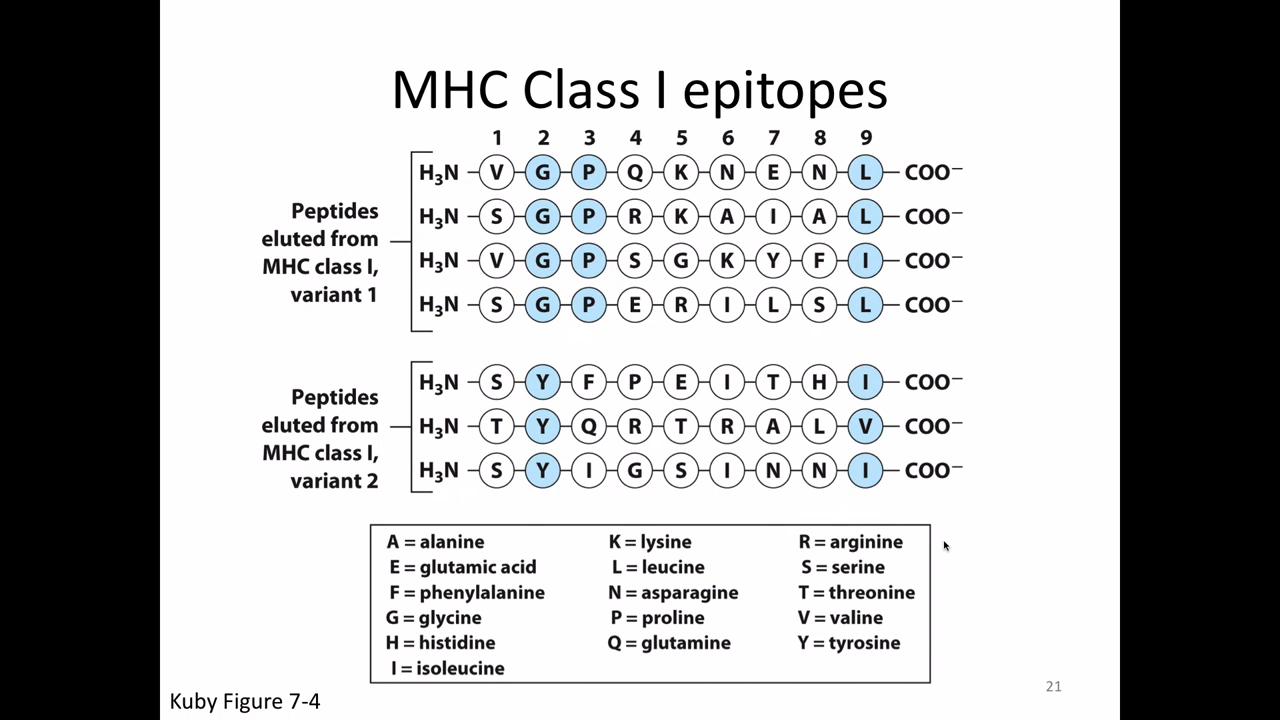 MHC Class I epitopes
1 2 3 4 5 6 7 8 9
H₃N V G P Q K N E N L COO⁻
H₃N S G P R K A I A L COO⁻
H₃N V G P S G K Y F I COO⁻
H₃N S G P E R I L S L COO⁻
Peptides
eluted from
MHC class I,
variant 1
H₃N S Y F P E I T H I COO⁻
H₃N T Y Q R T R A L V COO⁻
H₃N S Y I G S I N N I COO⁻
Peptides
eluted from
MHC class I,
variant 2
A = alanine
E = glutamic acid
F = phenylalanine
G = glycine
H = histidine
I = isoleucine
K = lysine
L = leucine
N = asparagine
P = proline
Q = glutamine
R = arginine
S = serine
T = threonine
V = valine
Y = tyrosine
Kuby Figure 7-4
21